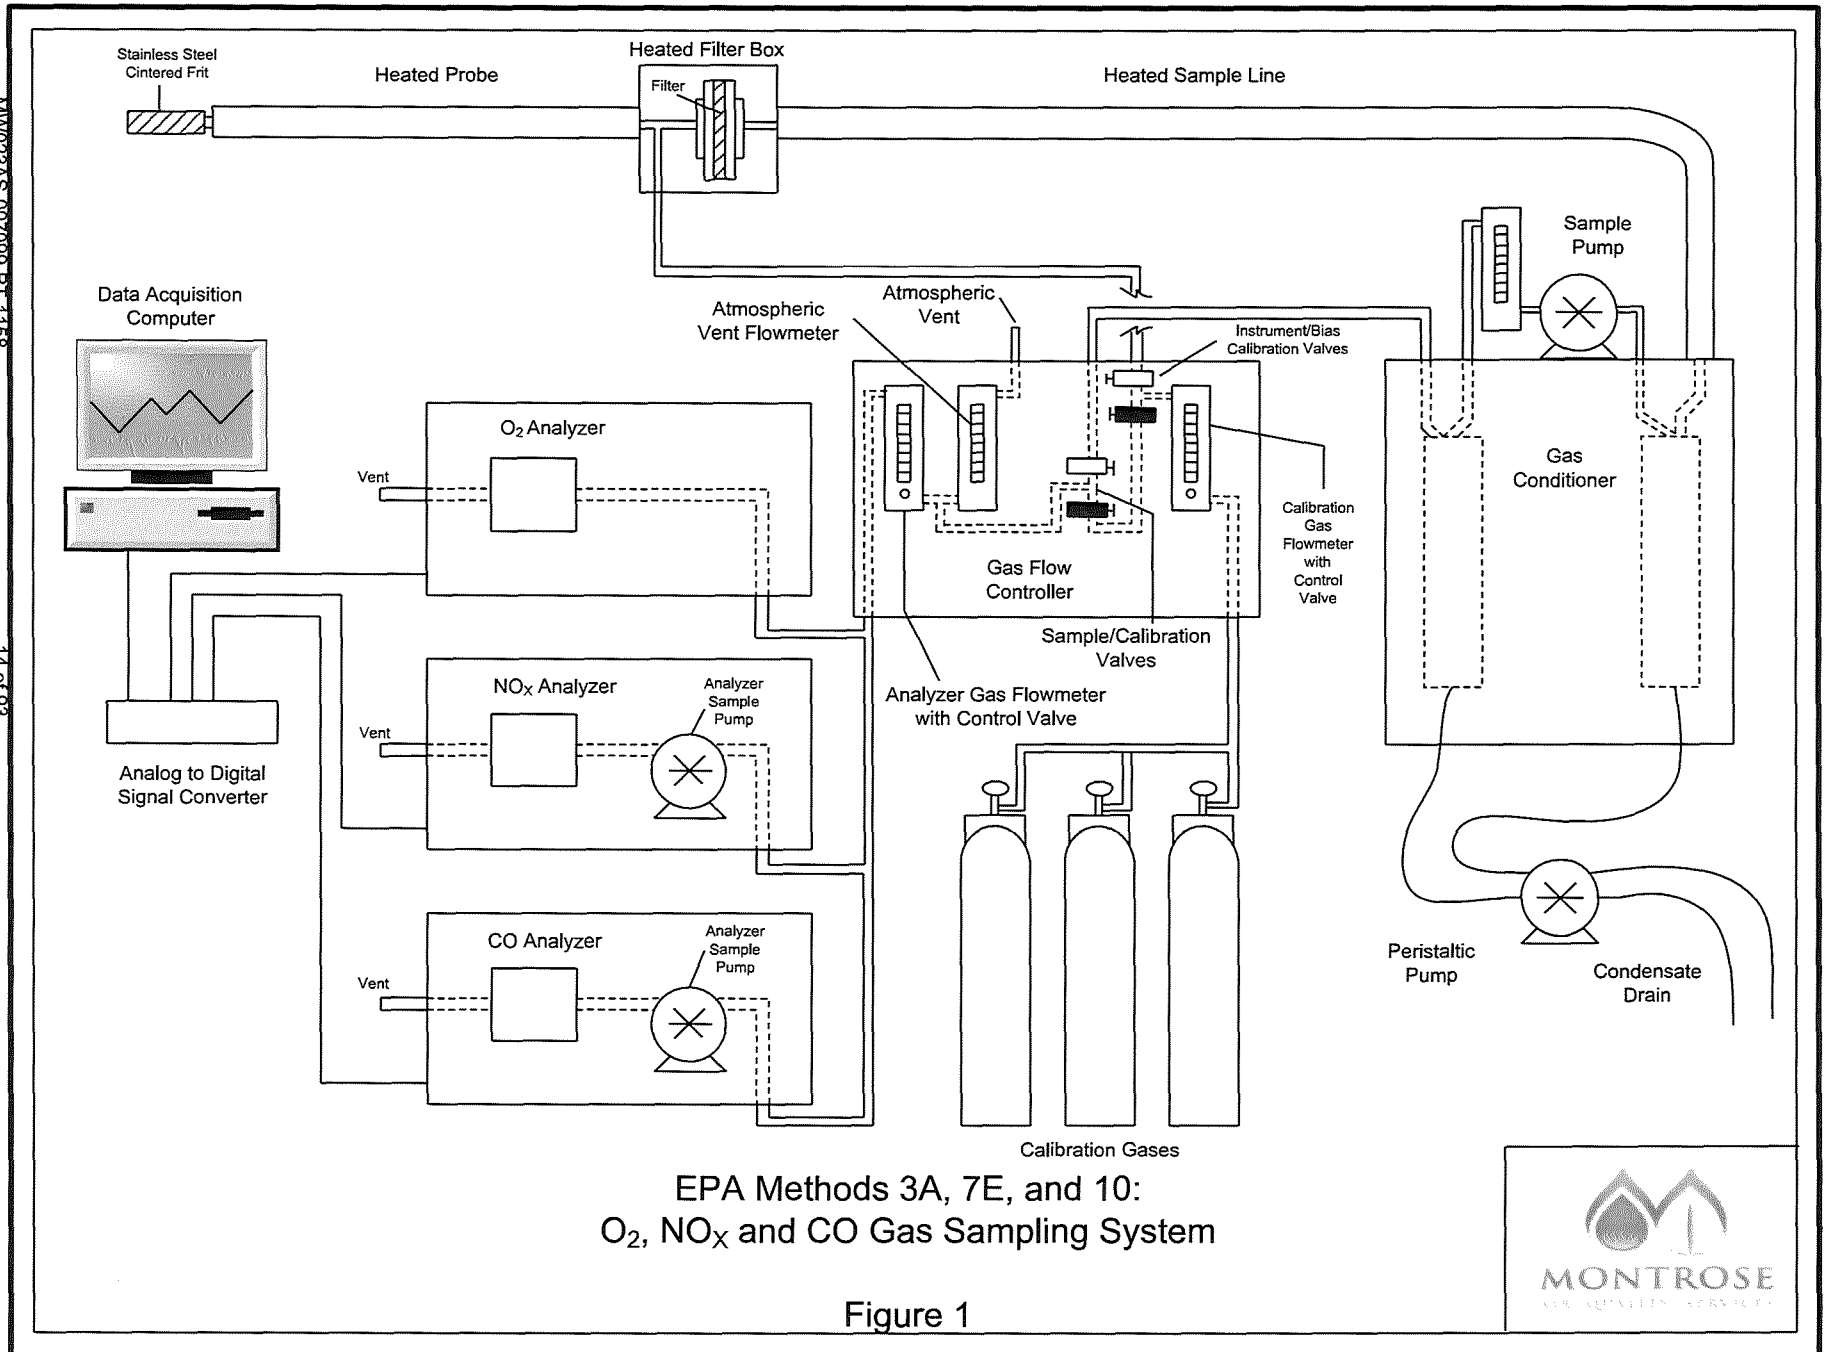 Stainless Steel
Cintered Frit
Heated Probe
Heated Filter Box
Filter
Heated Sample Line
Sample
Pump
Data Acquisition
Computer
Atmospheric
Vent Flowmeter
Atmospheric
Vent
Instrument/Bias
Calibration Valves
O2 Analyzer
Vent
Gas
Conditioner
Calibration
Gas
Flowmeter
with
Control
Valve
Gas Flow
Controller
Sample/Calibration
Valves
Analyzer Gas Flowmeter
with Control Valve
NOX Analyzer
Analyzer
Sample
Pump
Vent
Analog to Digital
Signal Converter
CO Analyzer
Analyzer
Sample
Pump
Vent
Peristaltic
Pump
Condensate
Drain
Calibration Gases
EPA Methods 3A, 7E, and 10:
O2, NOX and CO Gas Sampling System
Figure 1
MONTROSE
AIR QUALITY SERVICES